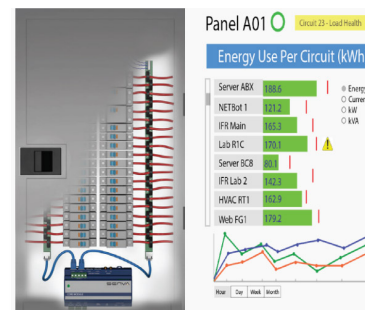 Panel A01
Circuit 23 - Load Health
Energy Use Per Circuit (kWh
Server ABX 188.6
NETBot 1 121.2
IFR Main 165.3
Lab R1C 170.1
Server BC8 80.1
IFR Lab 2 142.3
HVAC RT1 162.9
Web FG1 179.2
Energy
Curren
kW
kVA
Hour Day Week Month